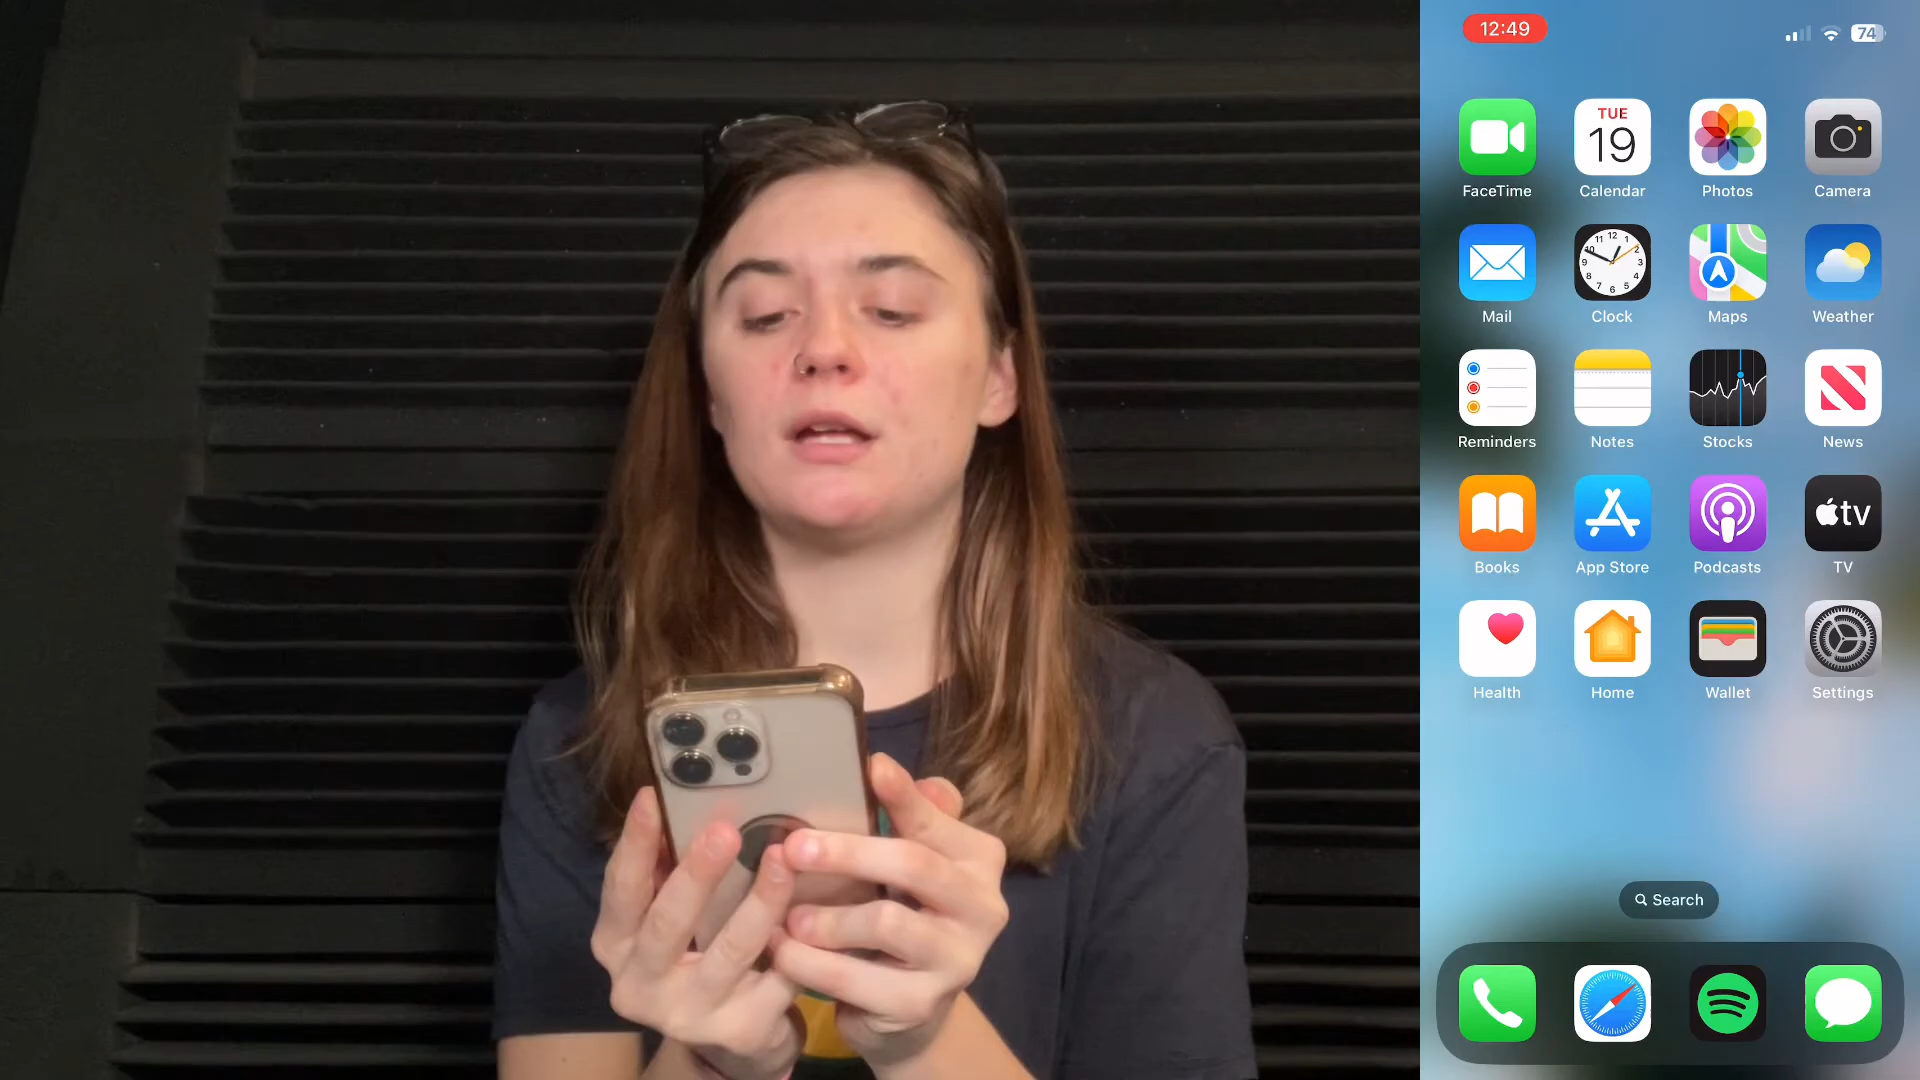 12:49
74
TUE
19
FaceTime Calendar Photos Camera
Mail Clock Maps Weather
Reminders Notes Stocks News
tv
Books App Store Podcasts TV
Health Home Wallet Settings
Search